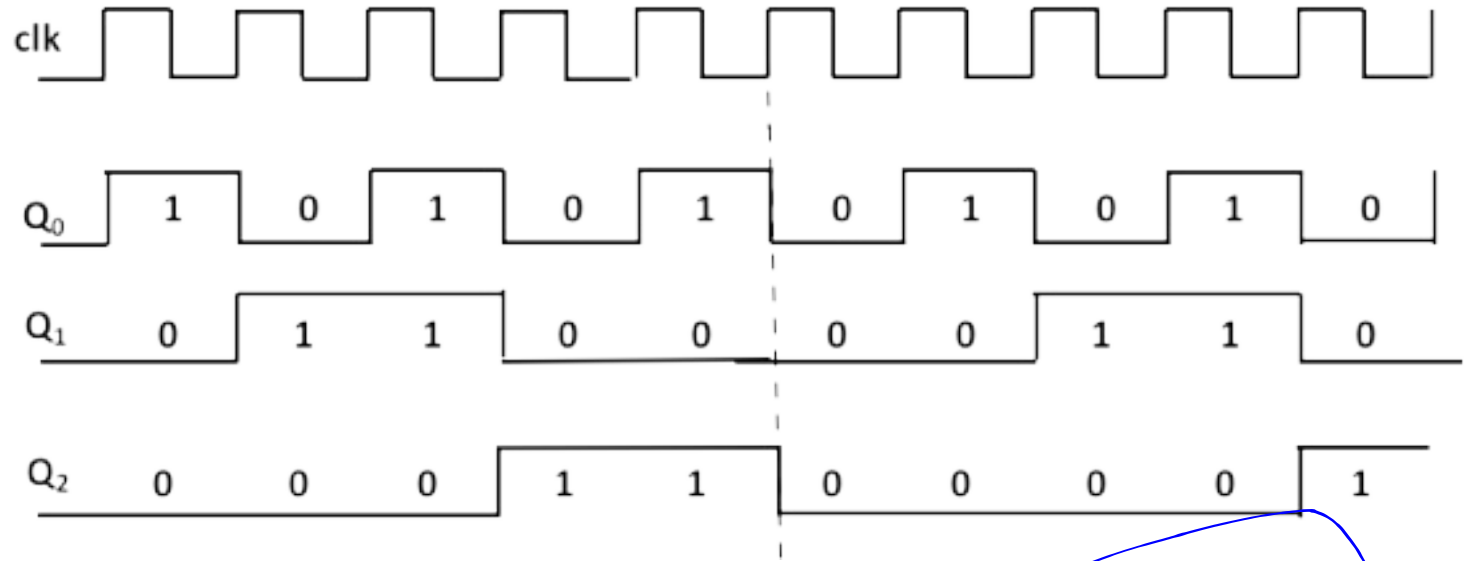 clk
Q₀ 1 0 1 0 1 0 1 0 1 0
Q₁ 0 1 1 0 0 0 0 1 1 0
Q₂ 0 0 0 1 1 0 0 0 0 1